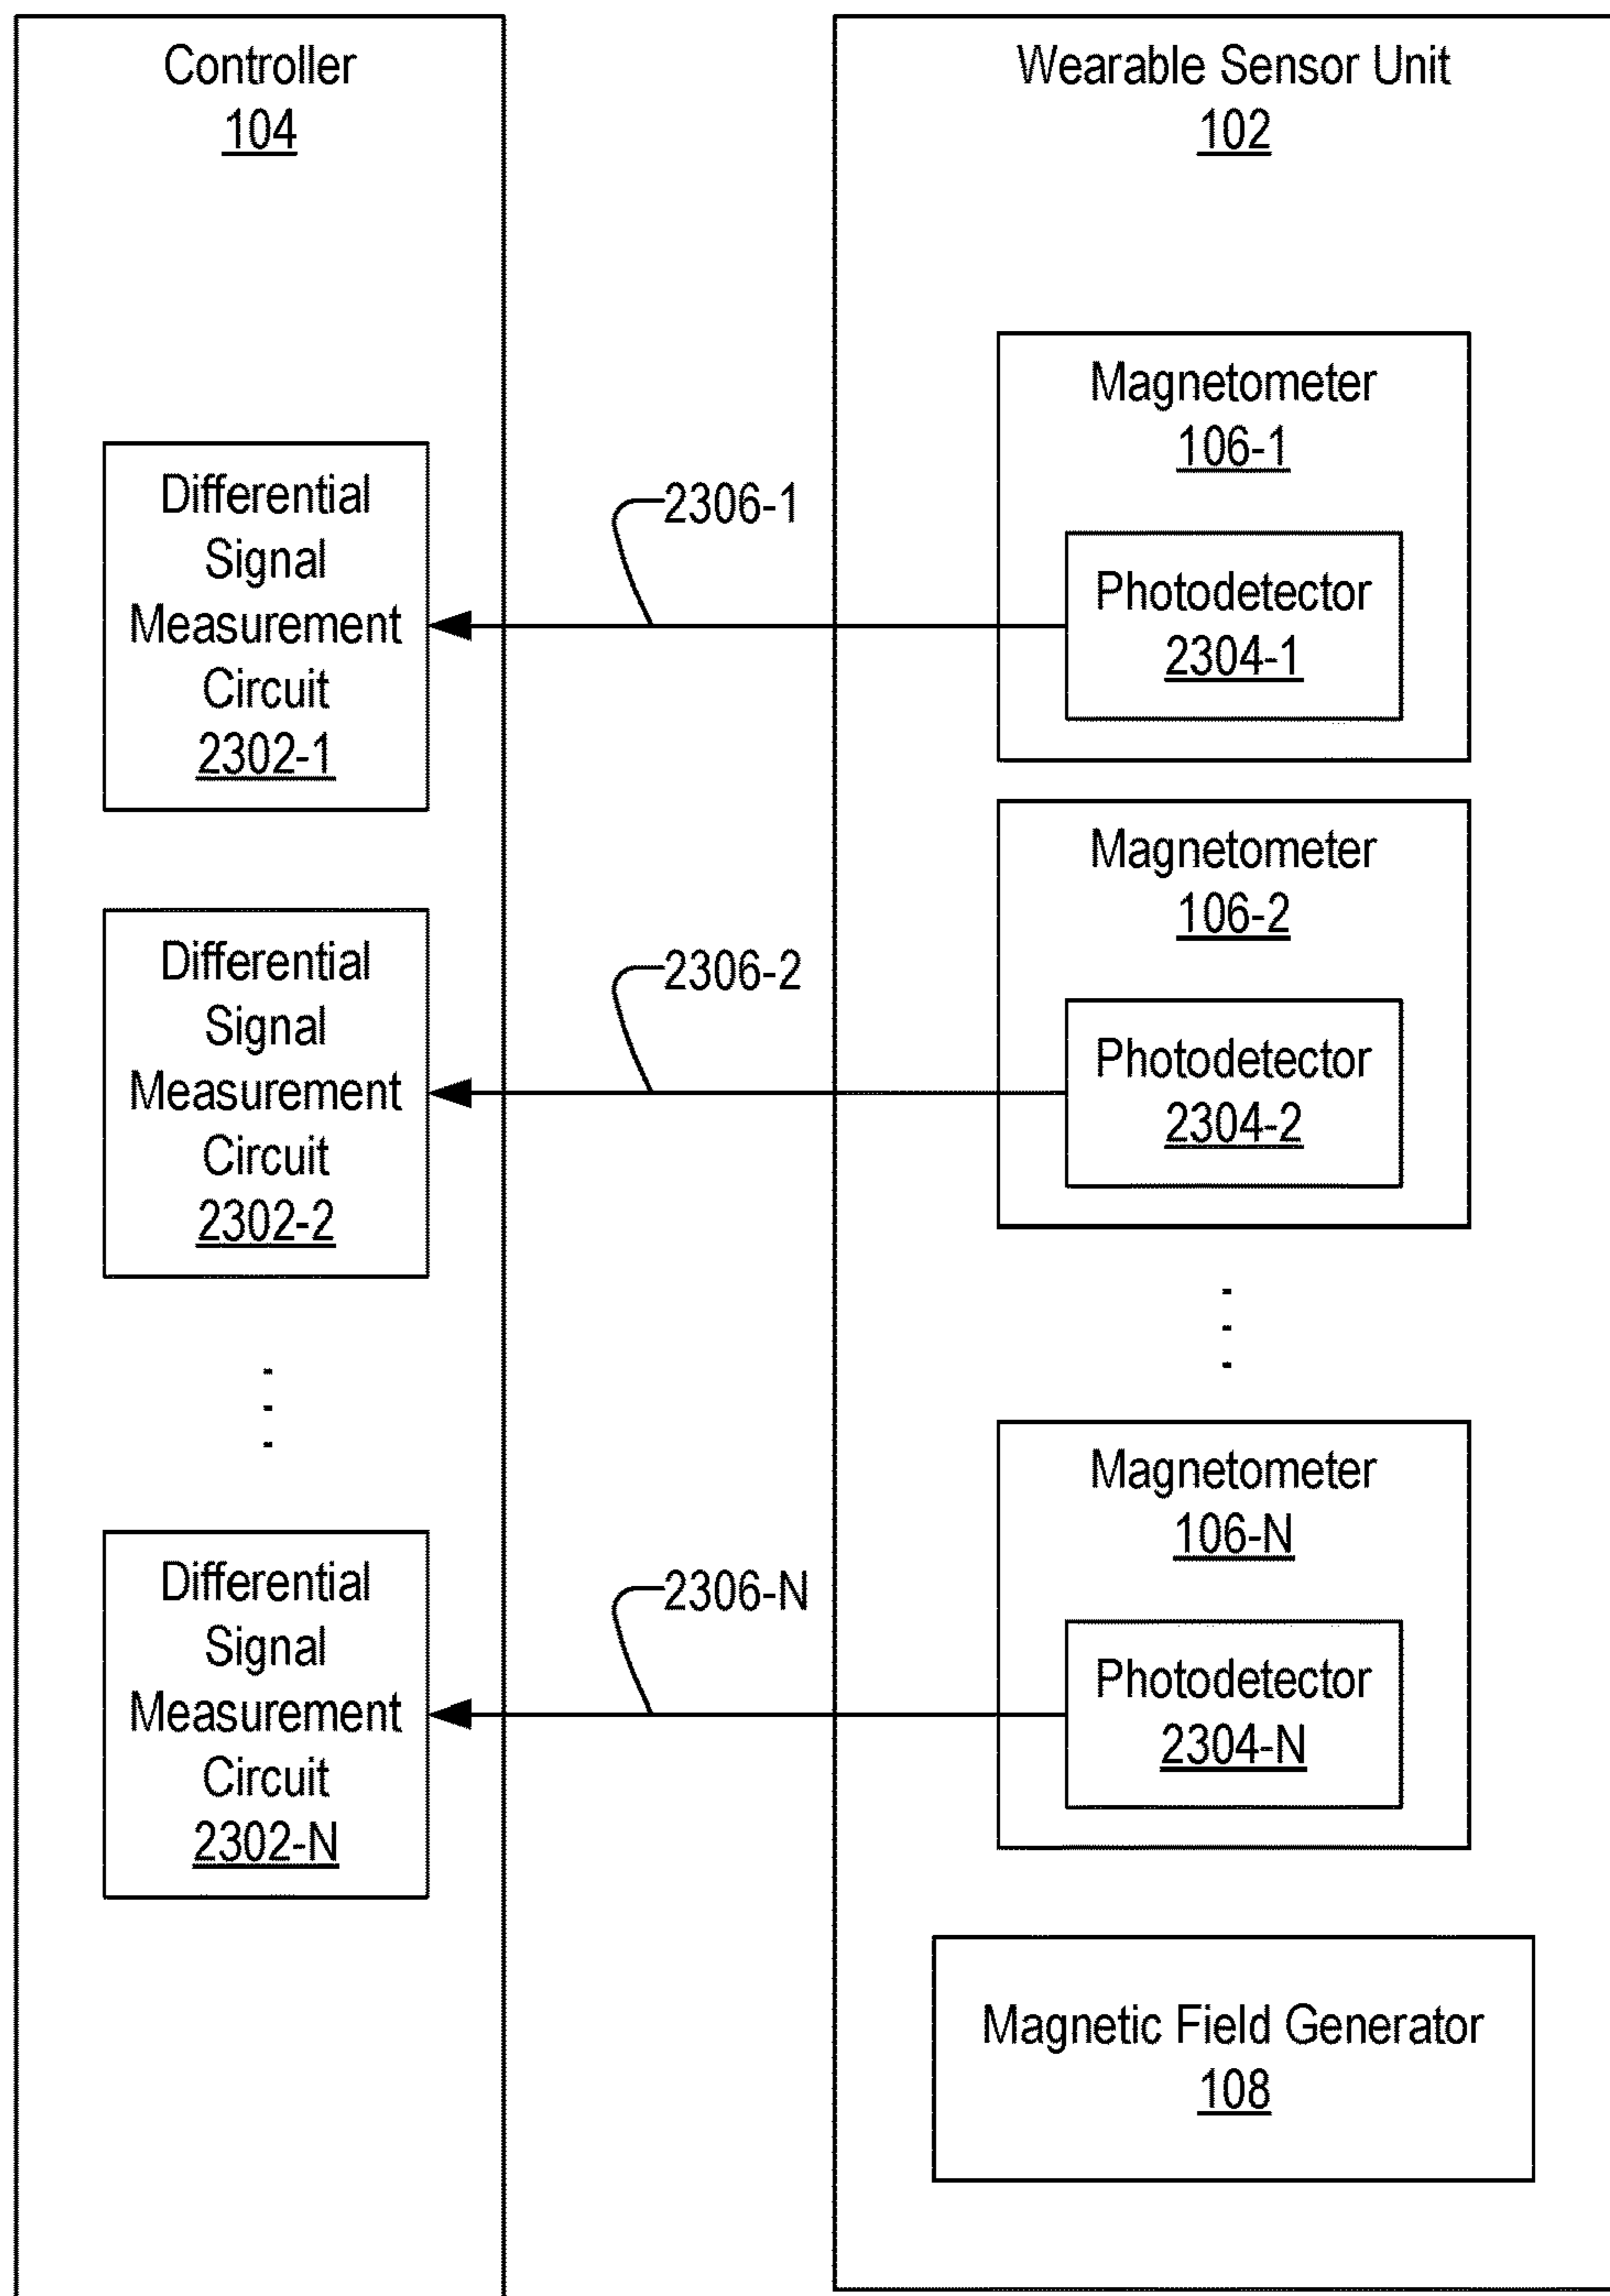 Controller
104
Differential
Signal
Measurement
Circuit
2302-1
Differential
Signal
Measurement
Circuit
2302-2
Differential
Signal
Measurement
Circuit
2302-N
2306-1
2306-2
2306-N
Wearable Sensor Unit
102
Magnetometer
106-1
Photodetector
2304-1
Magnetometer
106-2
Photodetector
2304-2
Magnetometer
106-N
Photodetector
2304-N
Magnetic Field Generator
108